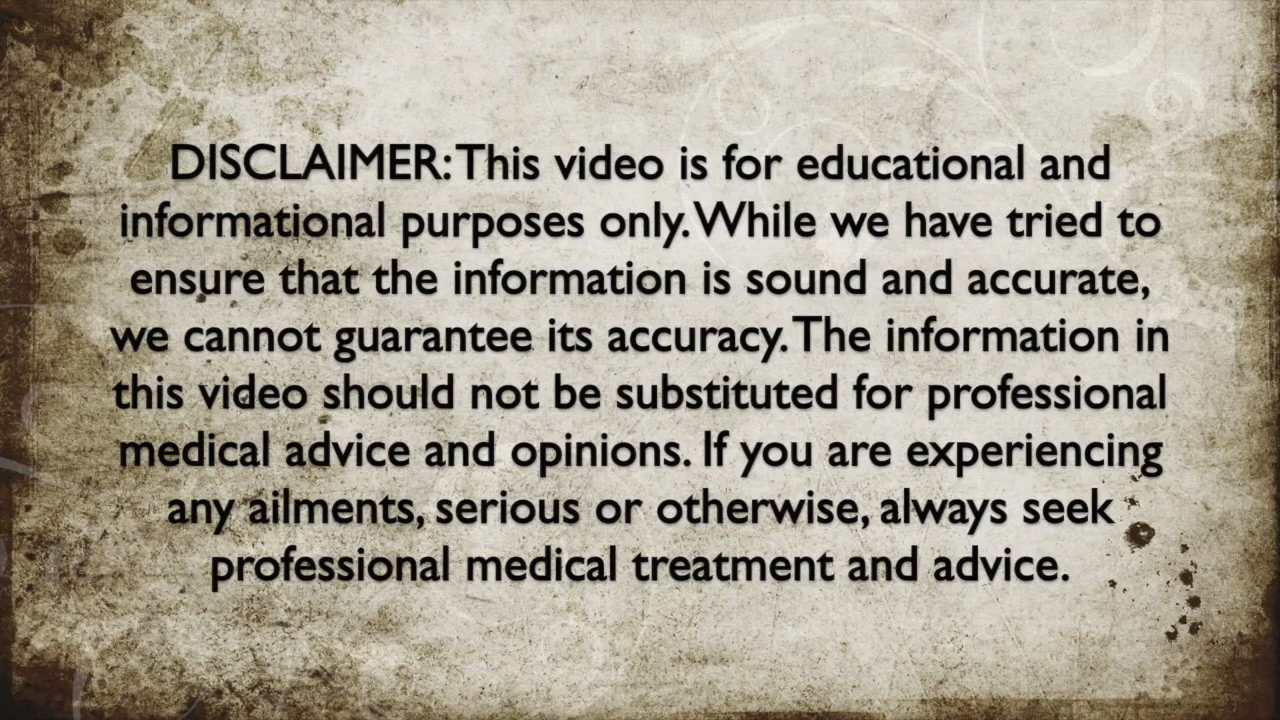 DISCLAIMER: This video is for educational and
informational purposes only. While we have tried to
ensure that the information is sound and accurate,
we cannot guarantee its accuracy. The information in
this video should not be substituted for professional
medical advice and opinions. If you are experiencing
any ailments, serious or otherwise, always seek
professional medical treatment and advice.